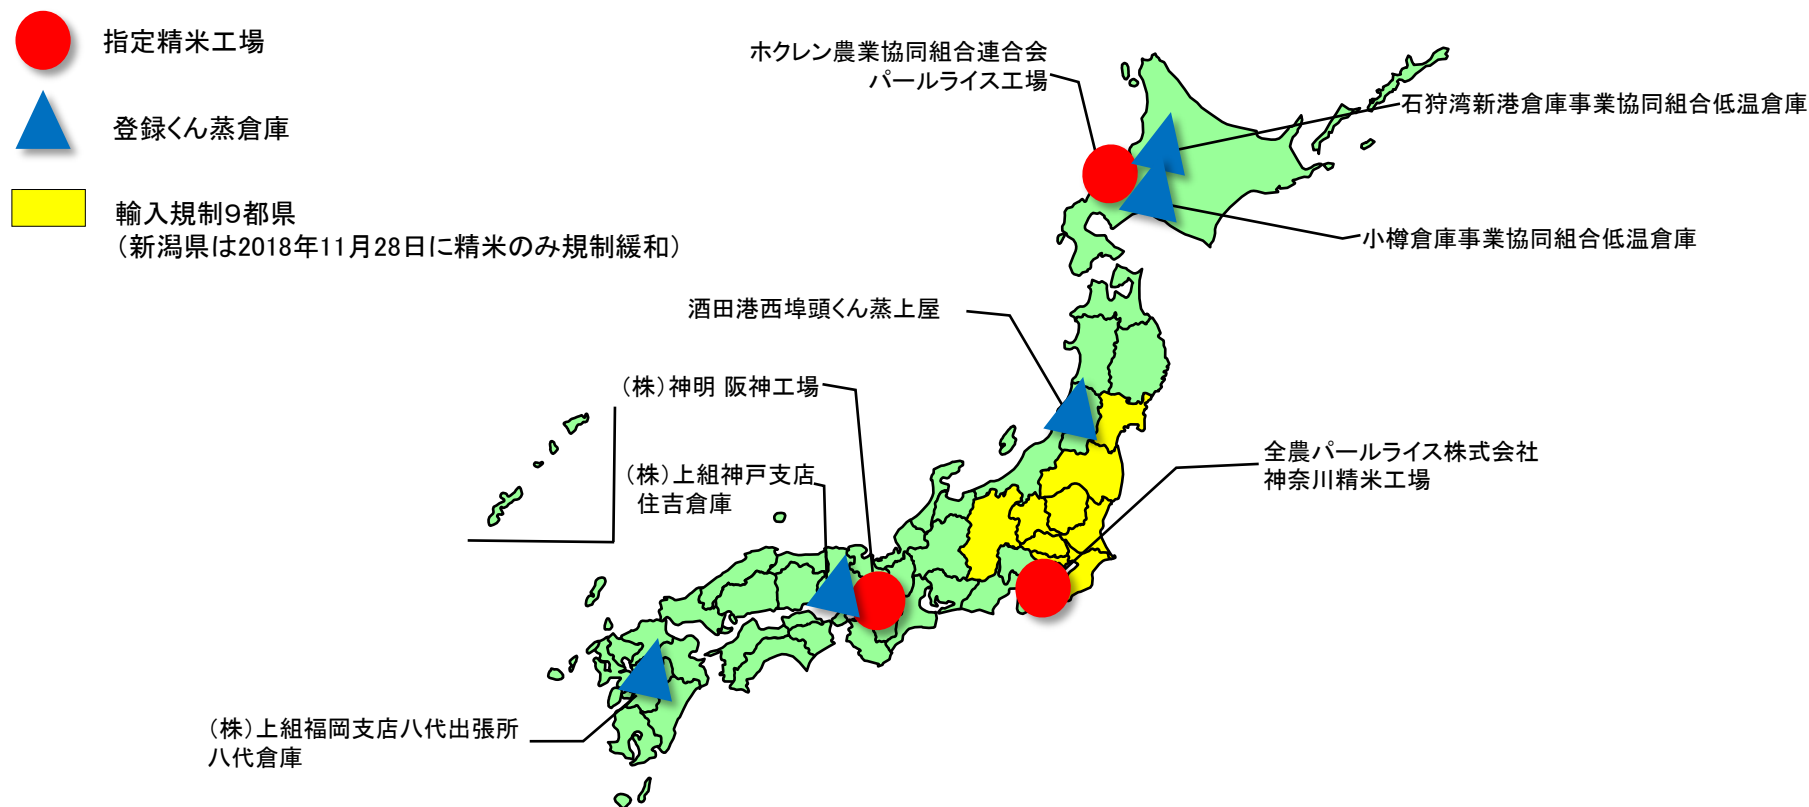 指定精米工場
登録くん蒸倉庫
輸入規制9都県
（新潟県は2018年11月28日に精米のみ規制緩和）
ホクレン農業協同組合連合会
パールライス工場
石狩湾新港倉庫事業協同組合低温倉庫
小樽倉庫事業協同組合低温倉庫
酒田港西埠頭くん蒸上屋
（株）神明 阪神工場
（株）上組神戸支店
住吉倉庫
全農パールライス株式会社
神奈川精米工場
（株）上組福岡支店八代出張所
八代倉庫